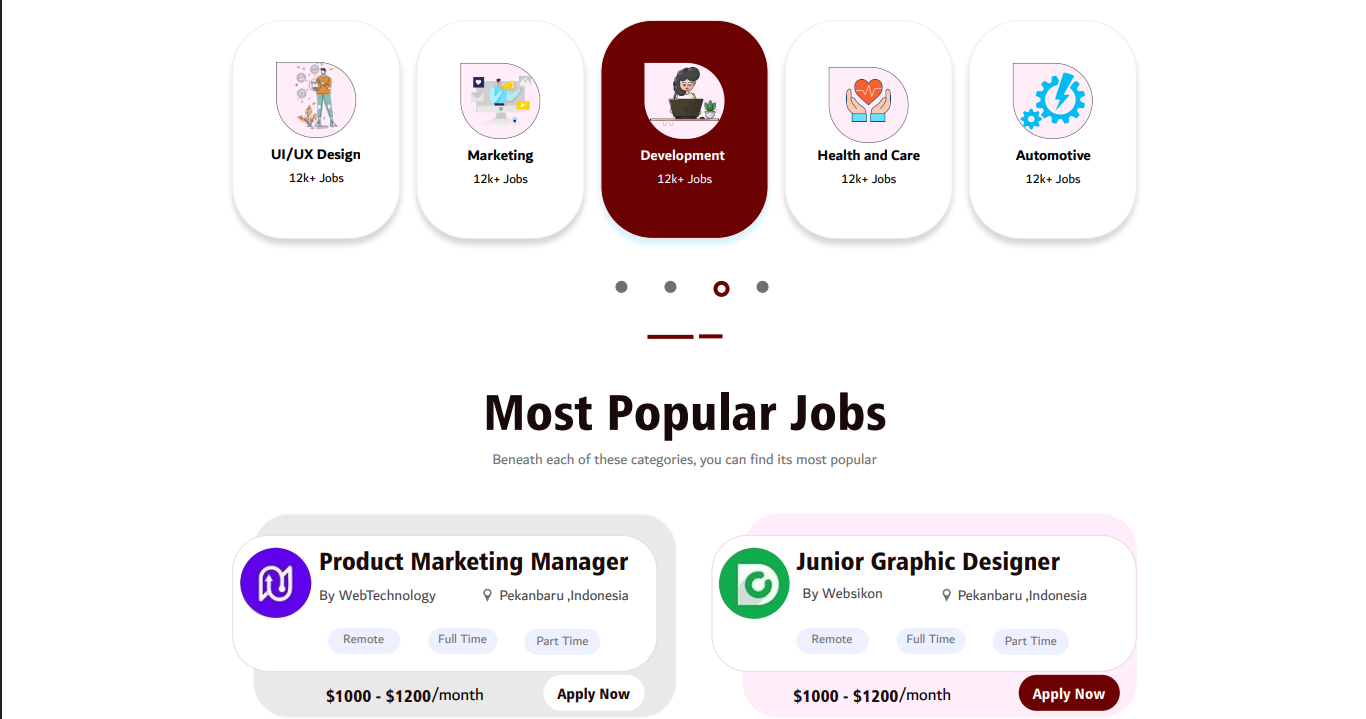 UI/UX Design
12k+ Jobs
Marketing
12k+ Jobs
Development
12k+ Jobs
Health and Care
12k+ Jobs
Automotive
12k+ Jobs
Most Popular Jobs
Beneath each of these categories, you can find its most popular
Product Marketing Manager
By WebTechnology
Pekanbaru ,Indonesia
Remote
Full Time
Part Time
$1000 - $1200/month
Apply Now
Junior Graphic Designer
By Websikon
Pekanbaru ,Indonesia
Remote
Full Time
Part Time
$1000 - $1200/month
Apply Now